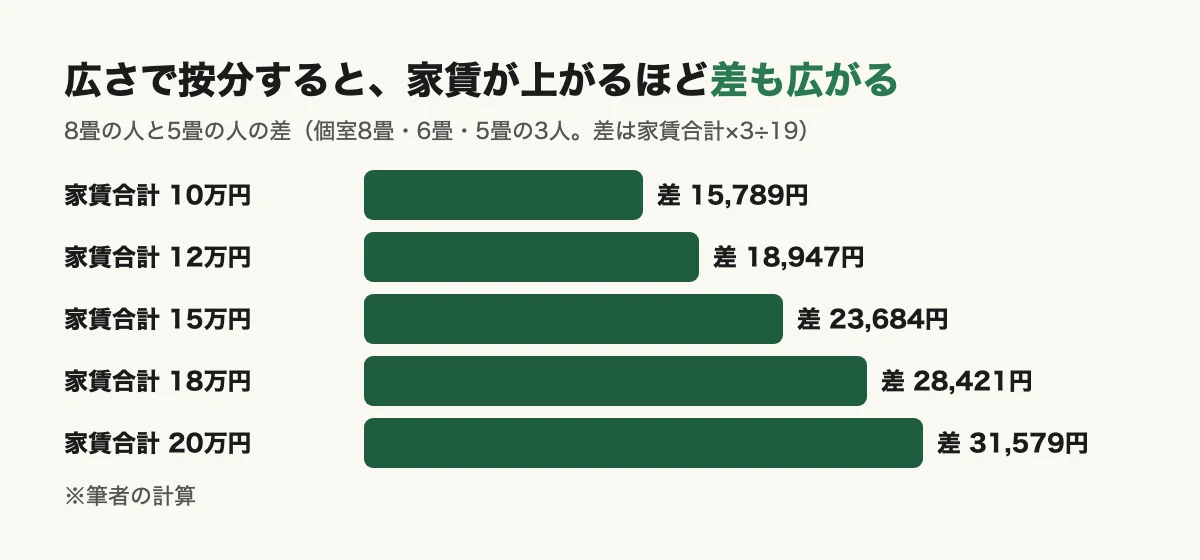 広さで按分すると、家賃が上がるほど差も広がる
8畳の人と5畳の人の差（個室8畳・6畳・5畳の3人。差は家賃合計×3÷19）
家賃合計 10万円 差 15,789円
家賃合計 12万円 差 18,947円
家賃合計 15万円 差 23,684円
家賃合計 18万円 差 28,421円
家賃合計 20万円 差 31,579円
※筆者の計算